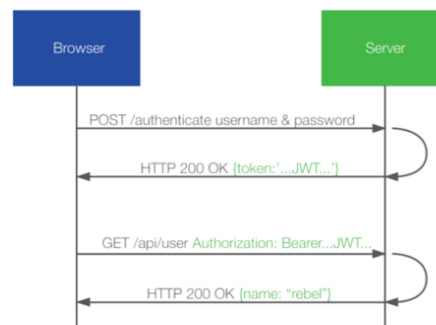 Browser
Server
POST /authenticate username & password
HTTP 200 OK {token:'...JWT...'}
GET /api/user Authorization: Bearer...JWT...
HTTP 200 OK {name: “rebel”}